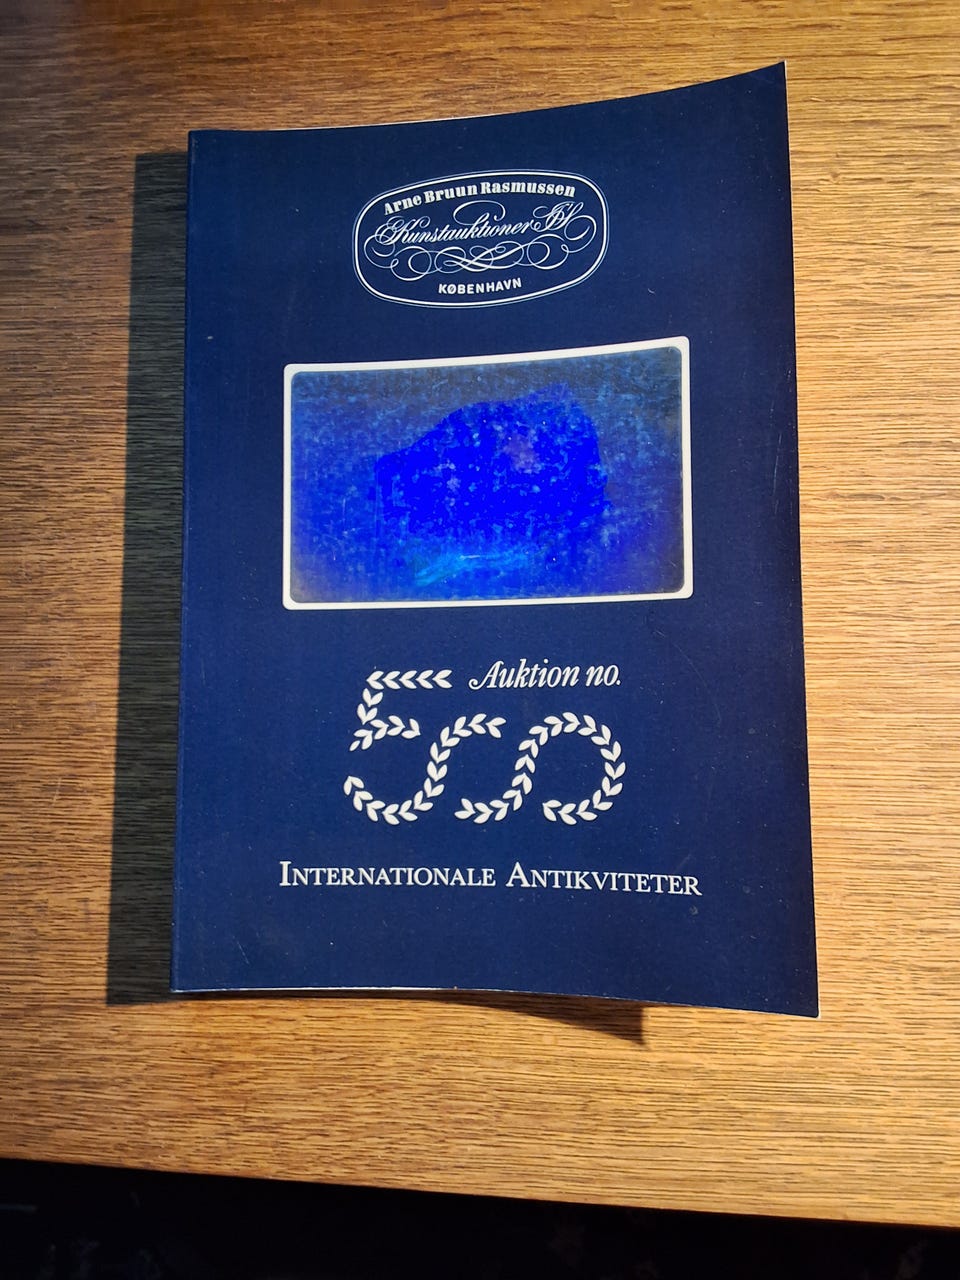 Arne Bruun Rasmussen
Kunstauktioner I/S
KØBENHAVN
Auktion no.
500
INTERNATIONALE ANTIKVITETER